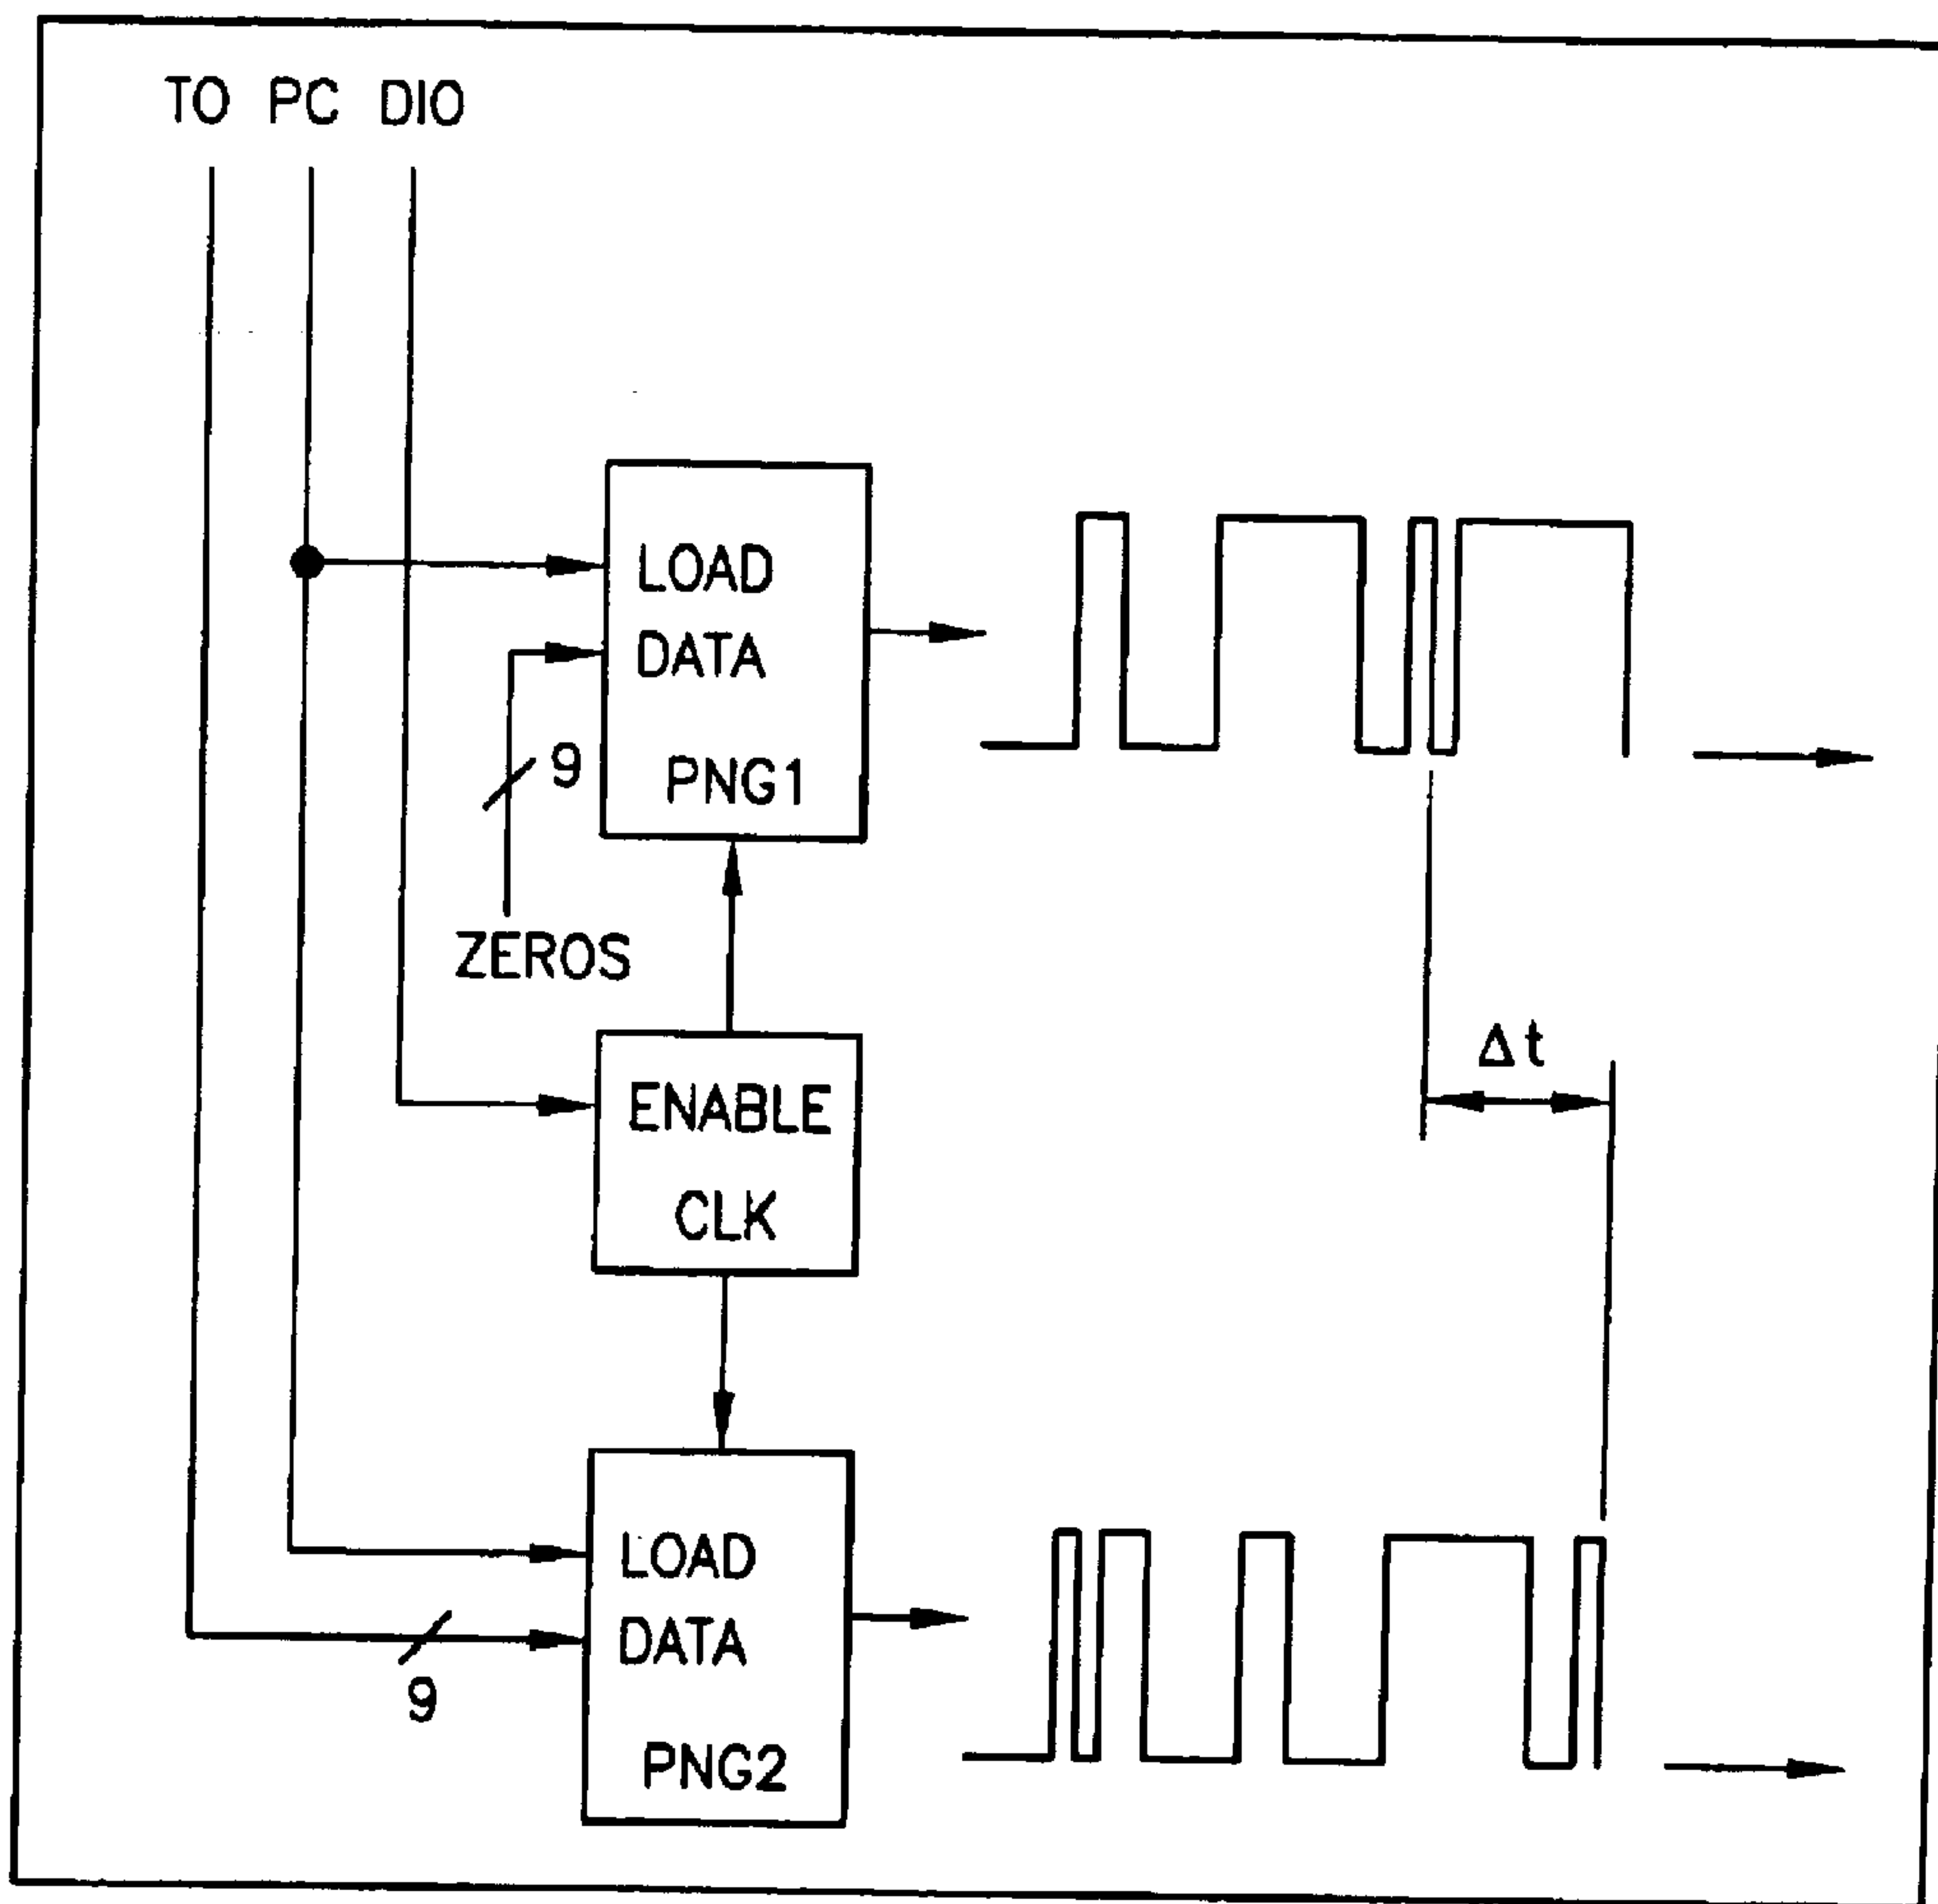 TO PC DIO
LOAD
DATA
9
PNG1
ZEROS
Δt
ENABLE
CLK
LOAD
DATA
9
PNG2